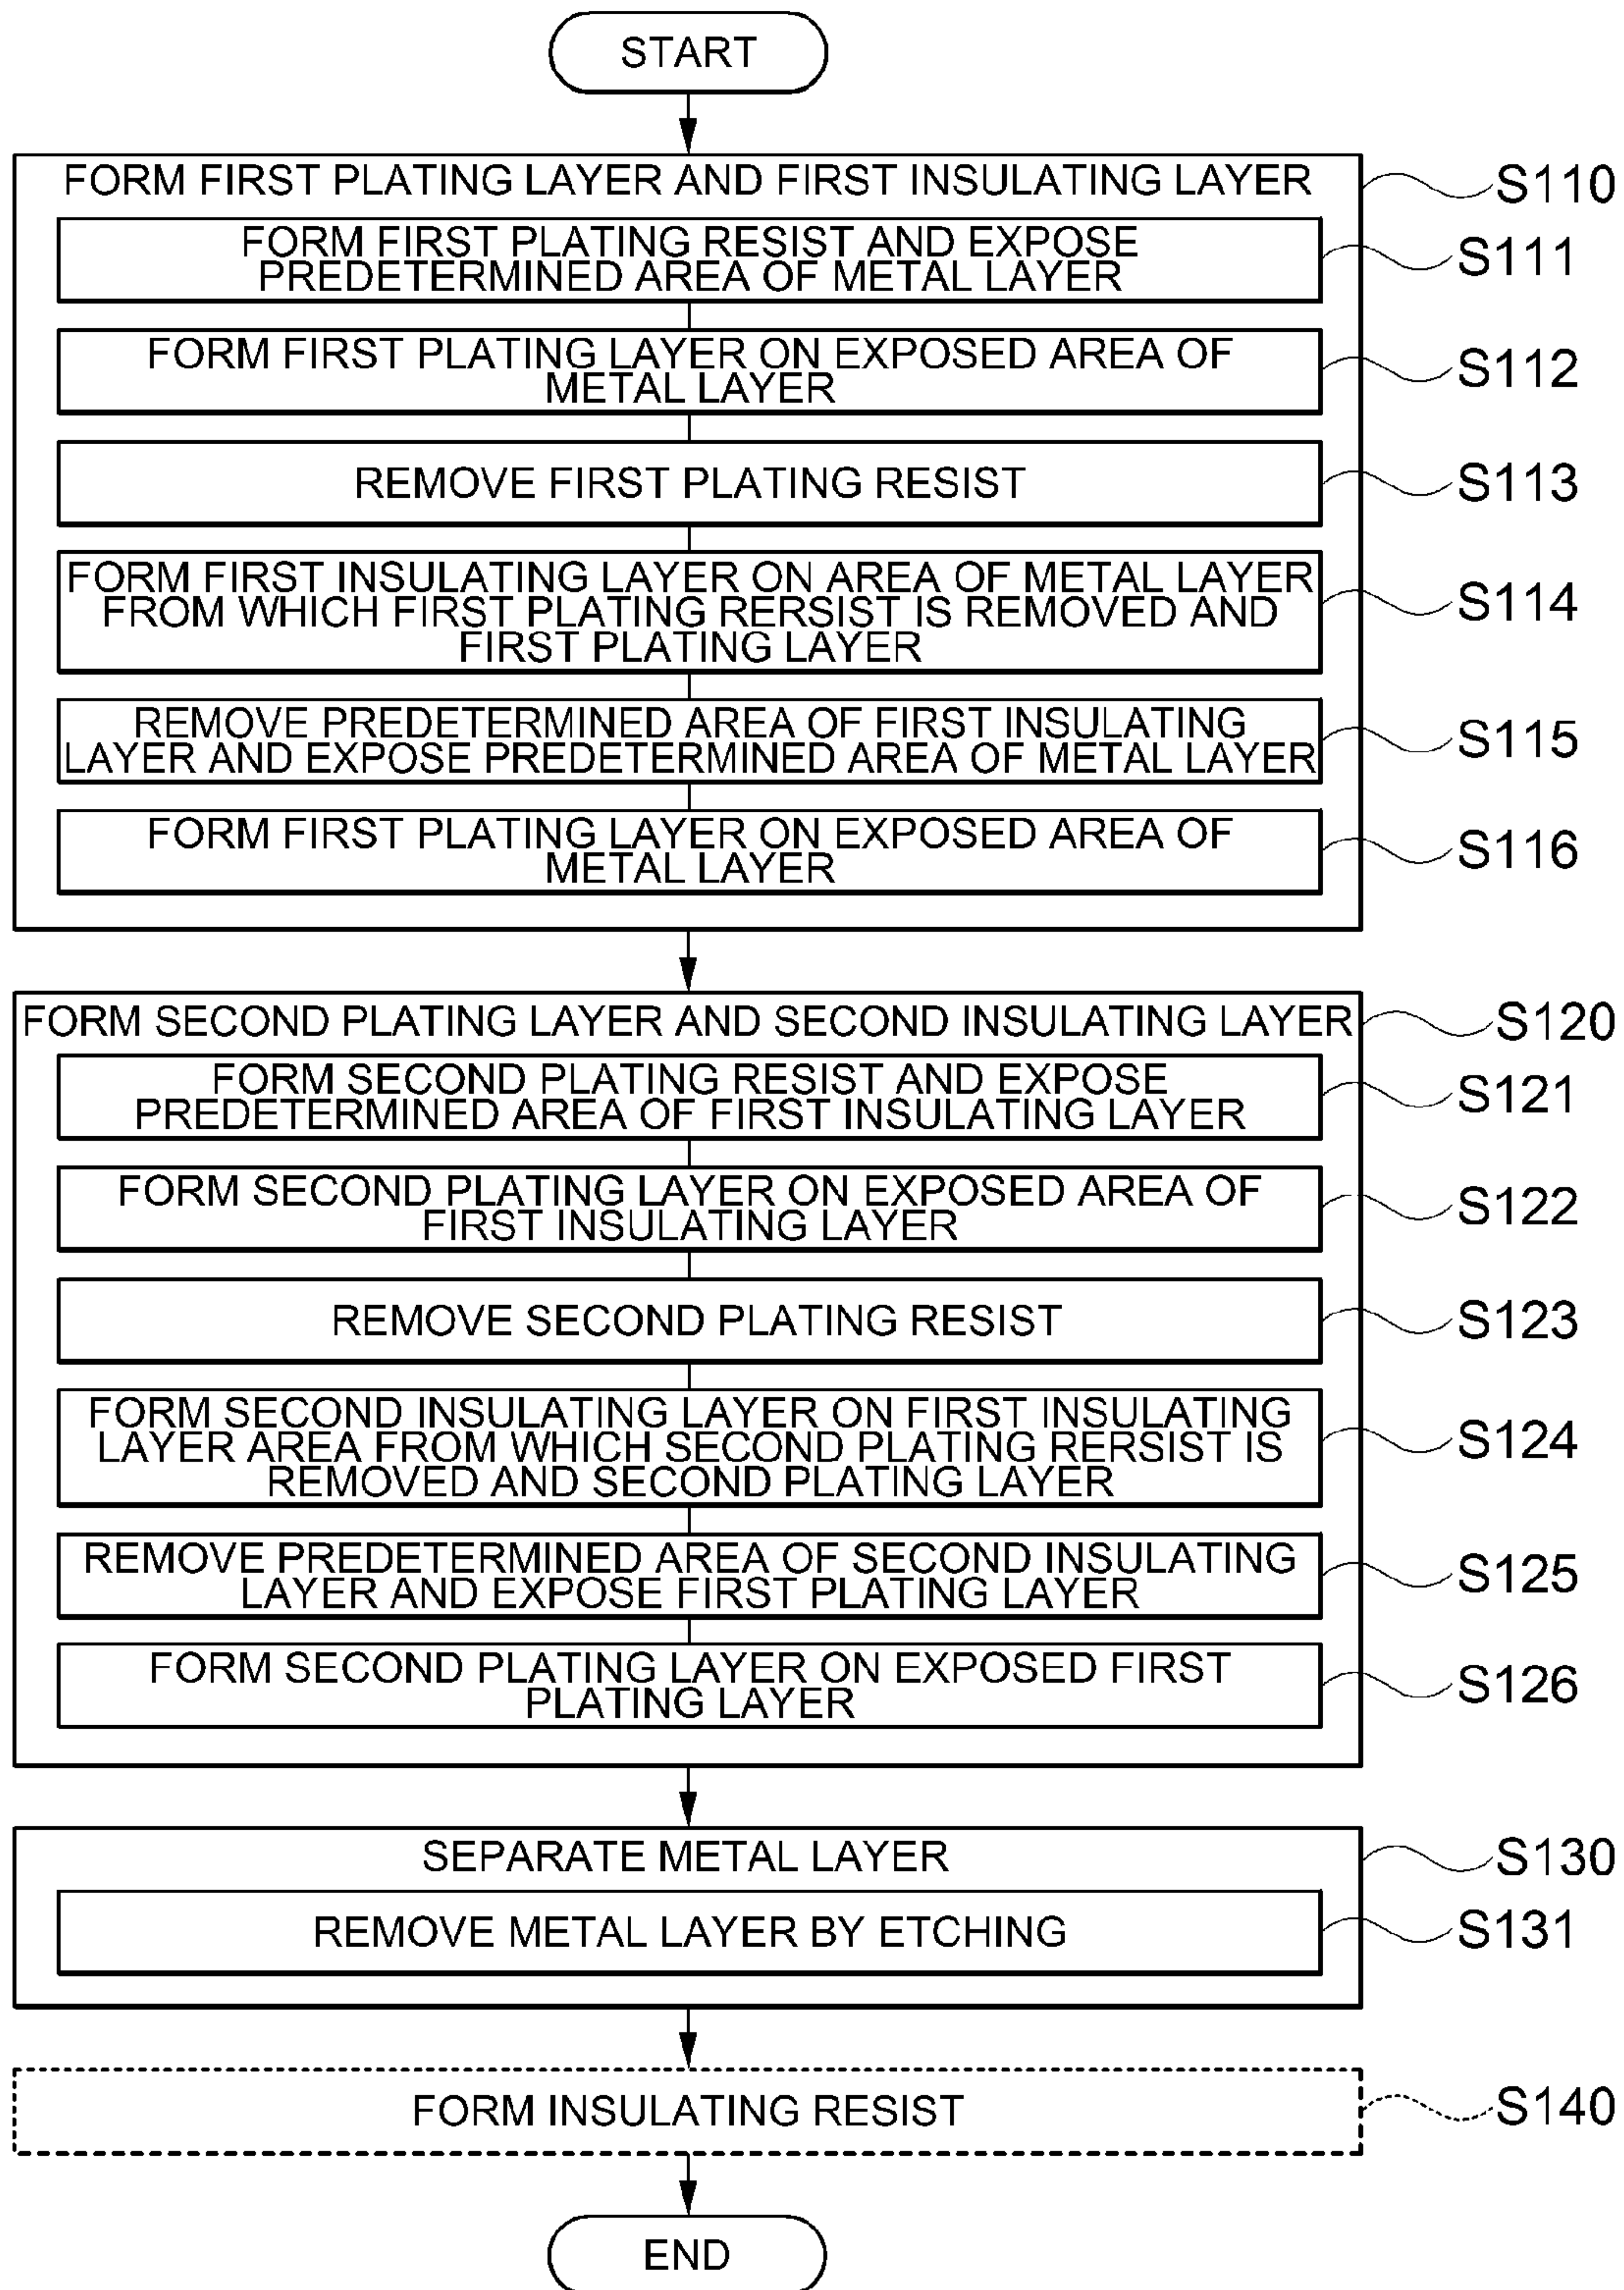 START
FORM FIRST PLATING LAYER AND FIRST INSULATING LAYER
S110
FORM FIRST PLATING RESIST AND EXPOSE
PREDETERMINED AREA OF METAL LAYER
S111
FORM FIRST PLATING LAYER ON EXPOSED AREA OF
METAL LAYER
S112
REMOVE FIRST PLATING RESIST
S113
FORM FIRST INSULATING LAYER ON AREA OF METAL LAYER
FROM WHICH FIRST PLATING RERSIST IS REMOVED AND
FIRST PLATING LAYER
S114
REMOVE PREDETERMINED AREA OF FIRST INSULATING
LAYER AND EXPOSE PREDETERMINED AREA OF METAL LAYER
S115
FORM FIRST PLATING LAYER ON EXPOSED AREA OF
METAL LAYER
S116
FORM SECOND PLATING LAYER AND SECOND INSULATING LAYER
S120
FORM SECOND PLATING RESIST AND EXPOSE
PREDETERMINED AREA OF FIRST INSULATING LAYER
S121
FORM SECOND PLATING LAYER ON EXPOSED AREA OF
FIRST INSULATING LAYER
S122
REMOVE SECOND PLATING RESIST
S123
FORM SECOND INSULATING LAYER ON FIRST INSULATING
LAYER AREA FROM WHICH SECOND PLATING RERSIST IS
REMOVED AND SECOND PLATING LAYER
S124
REMOVE PREDETERMINED AREA OF SECOND INSULATING
LAYER AND EXPOSE FIRST PLATING LAYER
S125
FORM SECOND PLATING LAYER ON EXPOSED FIRST
PLATING LAYER
S126
SEPARATE METAL LAYER
S130
REMOVE METAL LAYER BY ETCHING
S131
FORM INSULATING RESIST
S140
END